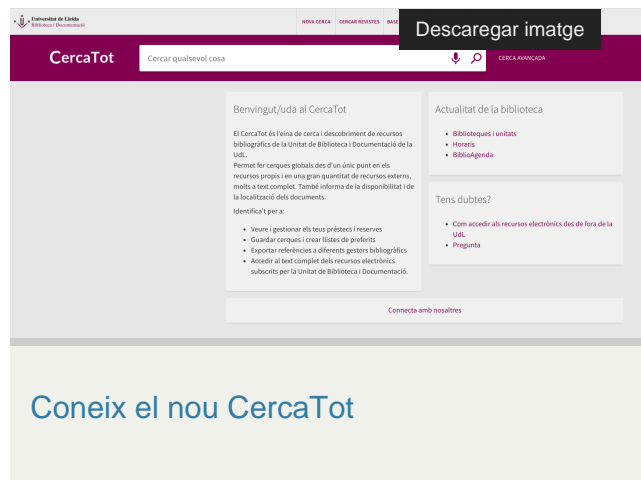 Universitat de Lleida
Biblioteca i Documentació
NOVA CERCA CERCAR REVISTES BASE
Descaregar imatge
CercaTot
Cercar qualsevol cosa
CERCA AVANÇADA
Benvingut/uda al CercaTot
El CercaTot és l'eina de cerca i descobriment de recursos
bibliogràfics de la Unitat de Biblioteca i Documentació de la
UdL.
Permet fer cerques globals des d'un únic punt en els
recursos propis i en una gran quantitat de recursos externs,
molts a text complet. També informa de la disponibilitat i de
la localització dels documents.
Identifica't per a:
• Veure i gestionar els teus préstecs i reserves
• Guardar cerques i crear llistes de preferits
• Exportar referències a diferents gestors bibliogràfics
• Accedir al text complet dels recursos electrònics
subscrits per la Unitat de Biblioteca i Documentació.
Actualitat de la biblioteca
• Biblioteques i unitats
• Horaris
• BiblioAgenda
Tens dubtes?
• Com accedir als recursos electrònics des de fora de la
UdL
• Pregunta
Connecta amb nosaltres
Coneix el nou CercaTot